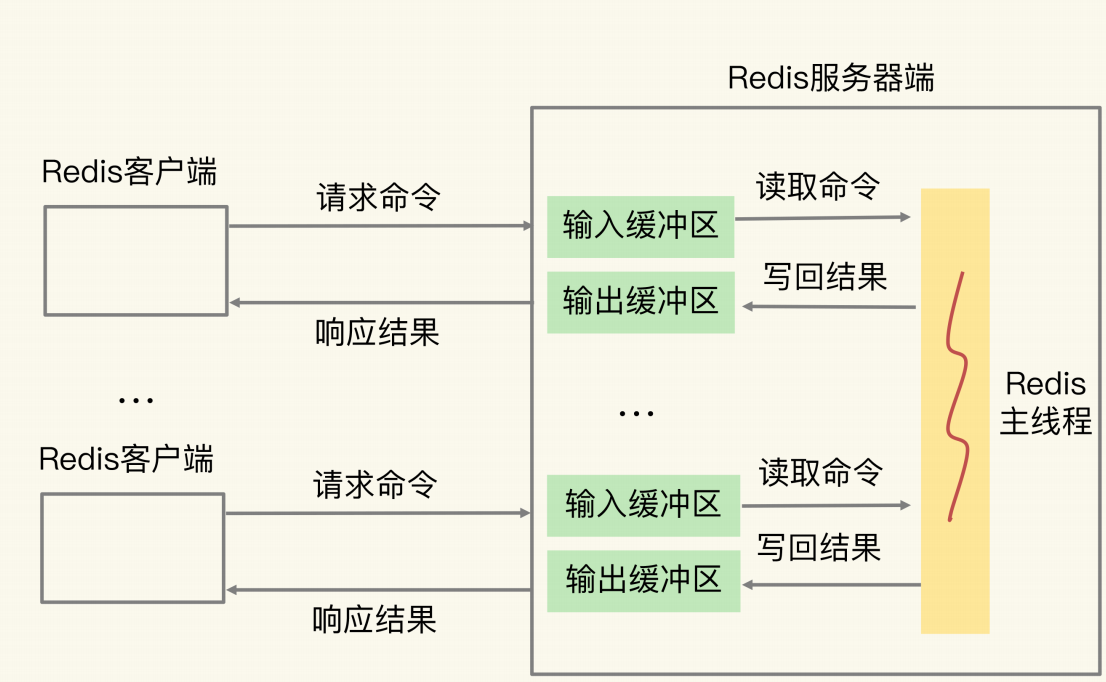 Redis服务器端
Redis客户端
请求命令
输入缓冲区
读取命令
输出缓冲区
写回结果
响应结果
...
...
Redis
主线程
Redis客户端
请求命令
输入缓冲区
读取命令
输出缓冲区
写回结果
响应结果